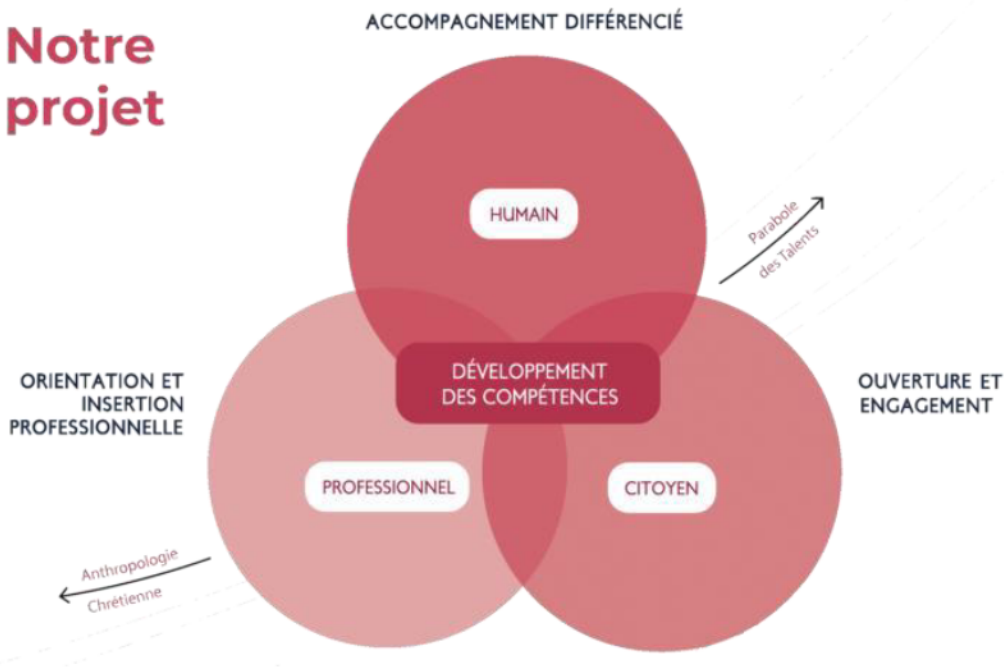 Notre
projet
ACCOMPAGNEMENT DIFFÉRENCIÉ
HUMAIN
Parabole
des Talents
DÉVELOPPEMENT
DES COMPÉTENCES
ORIENTATION ET
INSERTION
PROFESSIONNELLE
OUVERTURE ET
ENGAGEMENT
PROFESSIONNEL
CITOYEN
Anthropologie
Chrétienne